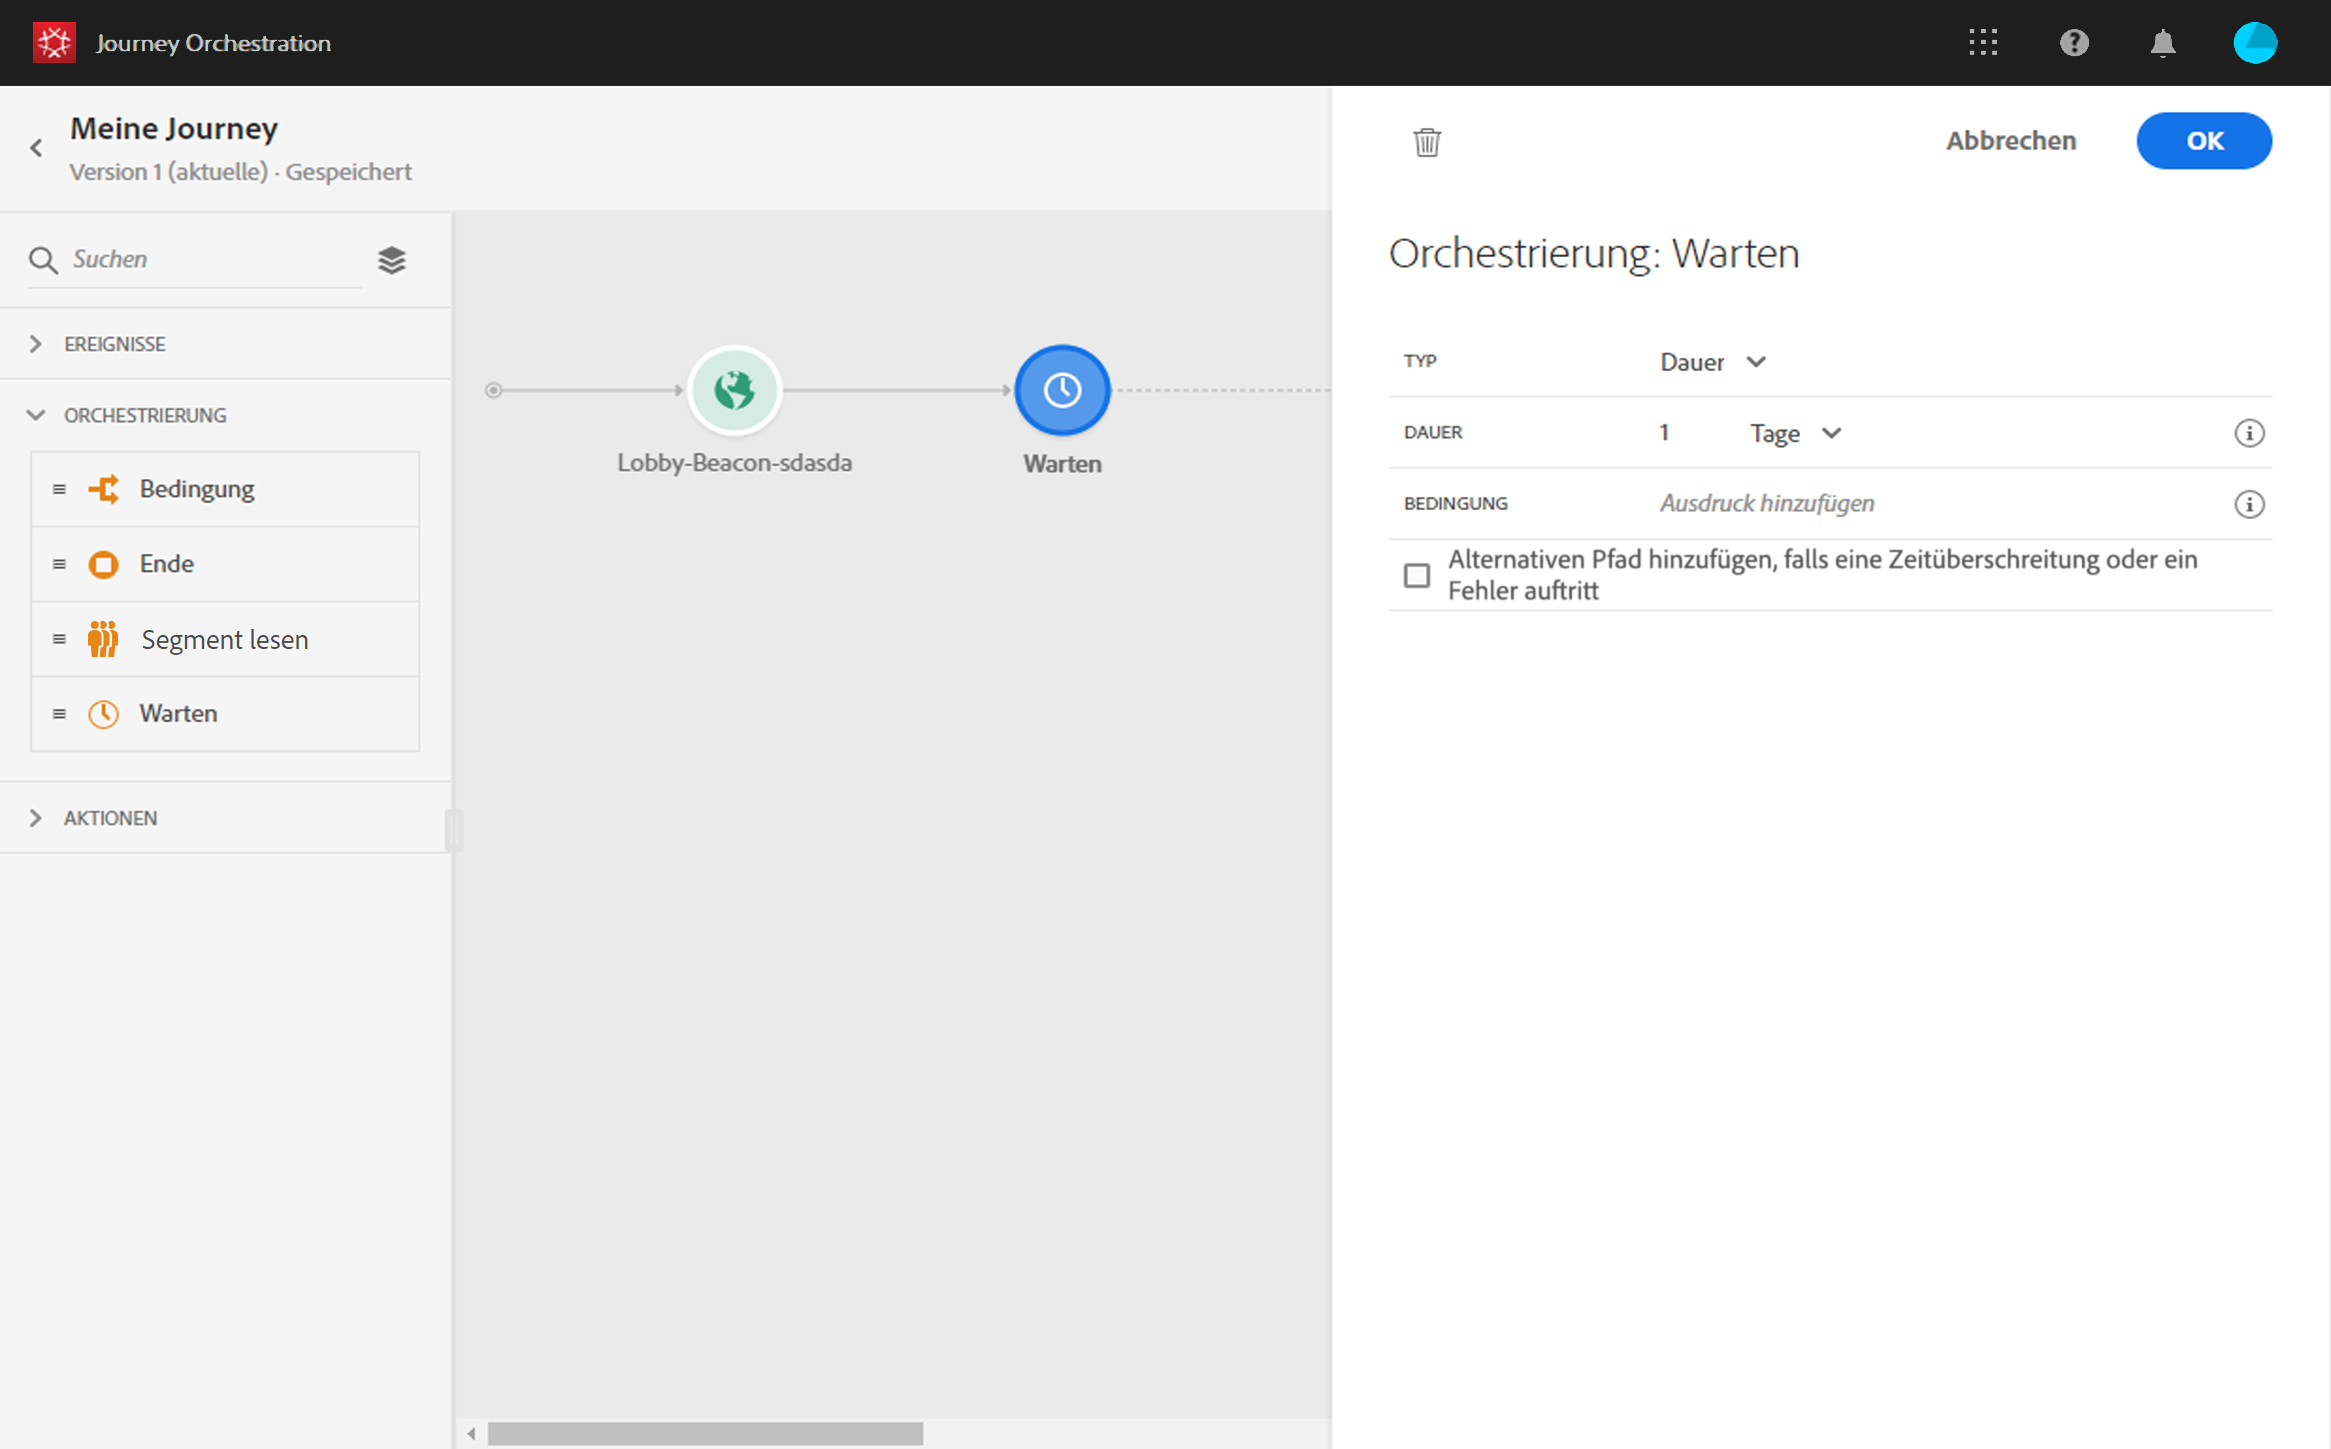 Journey Orchestration
Meine Journey
Version 1 (aktuelle) · Gespeichert
Abbrechen
OK
Suchen
EREIGNISSE
ORCHESTRIERUNG
Bedingung
Ende
Segment lesen
Warten
AKTIONEN
Lobby-Beacon-sdasda
Warten
Orchestrierung: Warten
TYP Dauer
DAUER 1 Tage
BEDINGUNG Ausdruck hinzufügen
Alternativen Pfad hinzufügen, falls eine Zeitüberschreitung oder ein
Fehler auftritt